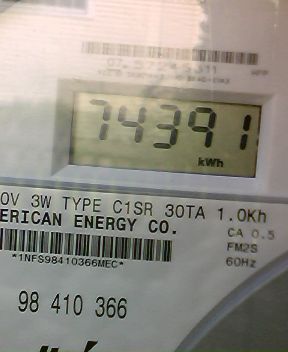 74391
kWh
0V 3W TYPE C1SR 30TA 1.0Kh
ERICAN ENERGY CO.
CA 0.5
FM2S
*1NFS98410366MEC*
60Hz
98 410 366